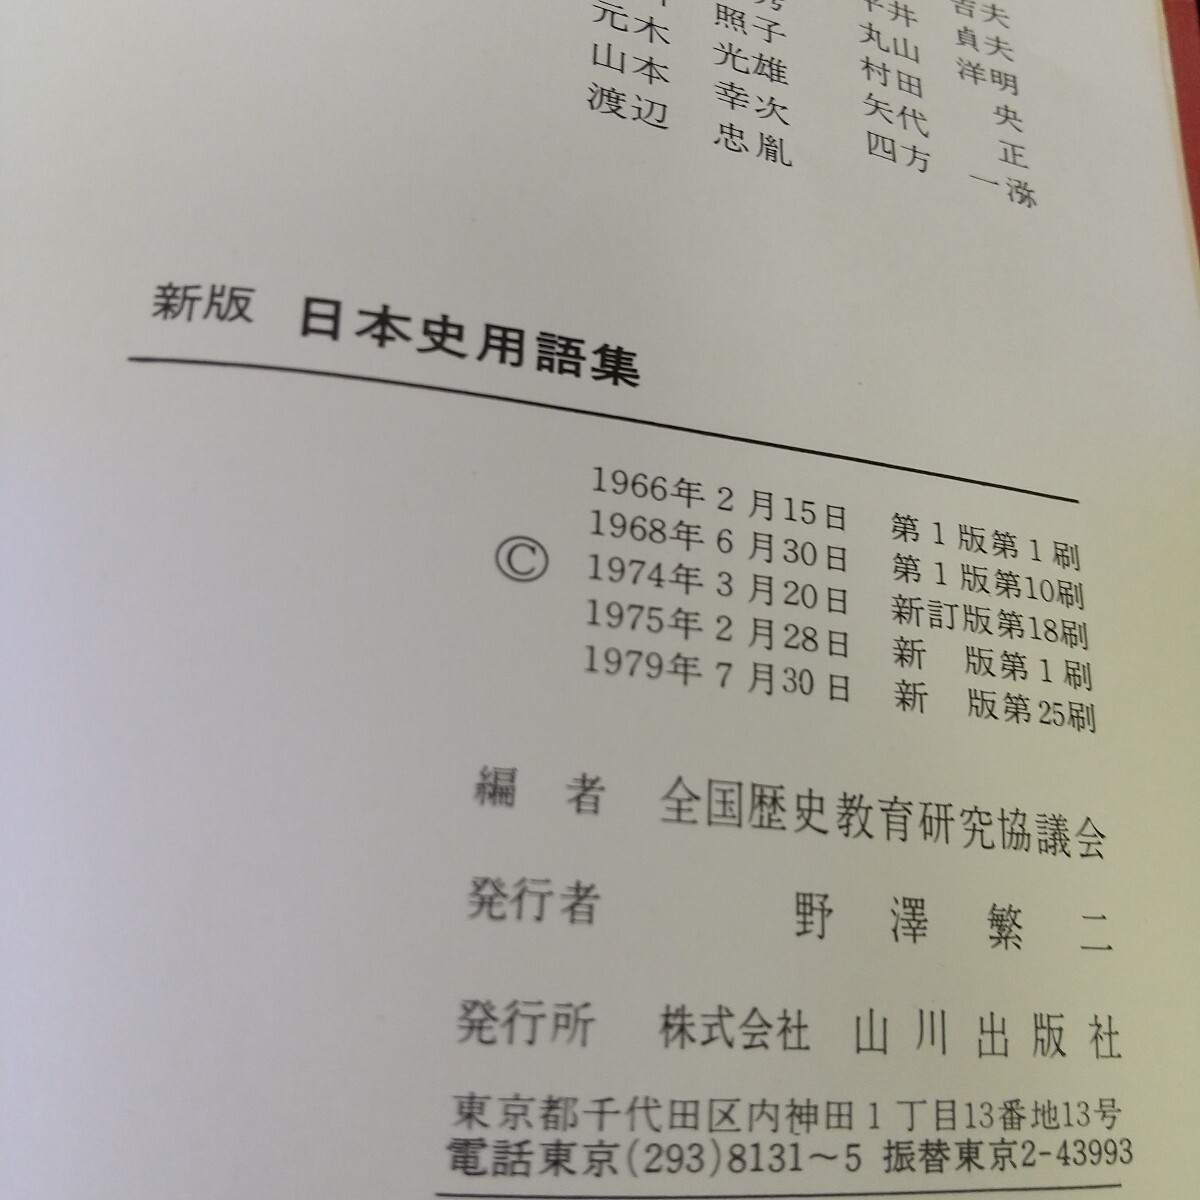 吉夫
井 貞夫
元木 照子 丸山 洋明
山本 光雄 村田 央
渡辺 幸次 矢代 正
忠胤 四方 一弥
新版 日本史用語集
1966年2月15日 第1版第1刷
1968年6月30日 第1版第10刷
© 1974年3月20日 新訂版第18刷
1975年2月28日 新 版第1刷
1979年7月30日 新 版第25刷
編 者 全国歴史教育研究協議会
発行者 野澤繁二
発行所 株式会社 山川出版社
東京都千代田区内神田1丁目13番地13号
電話東京(293)8131~5 振替東京2-43993